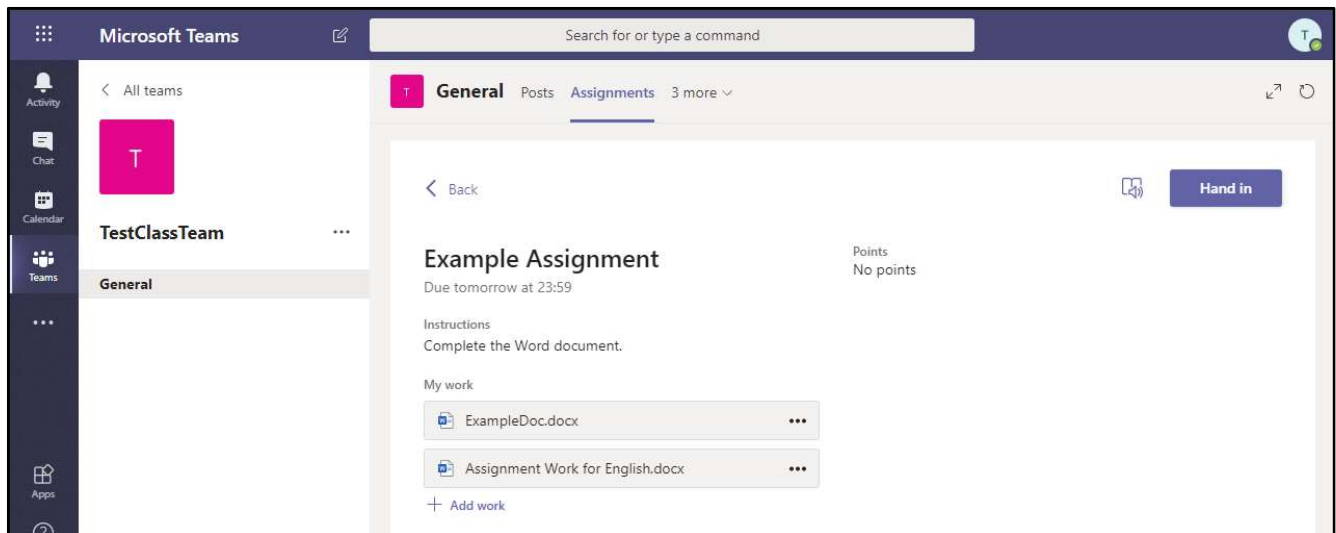 Microsoft Teams
Search for or type a command
T
Activity
Chat
Calendar
Teams
Apps
All teams
T
TestClassTeam
General
T
General Posts Assignments 3 more
Back
Hand in
Example Assignment
Due tomorrow at 23:59
Points
No points
Instructions
Complete the Word document.
My work
ExampleDoc.docx
Assignment Work for English.docx
Add work